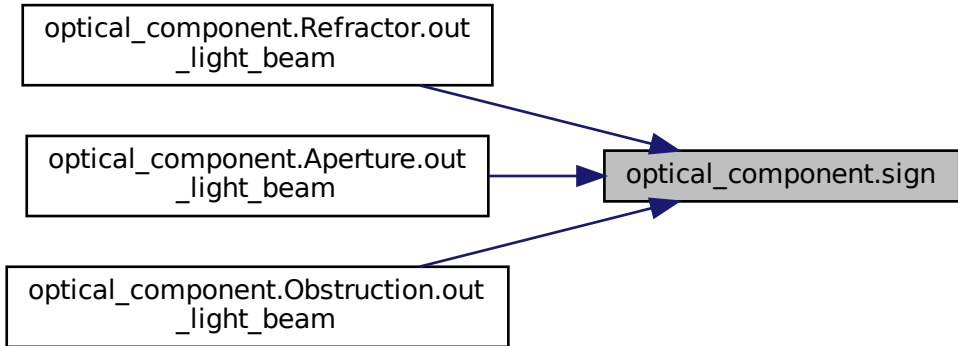 optical_component.Refractor.out
_light_beam
optical_component.Aperture.out
_light_beam
optical_component.sign
optical_component.Obstruction.out
_light_beam